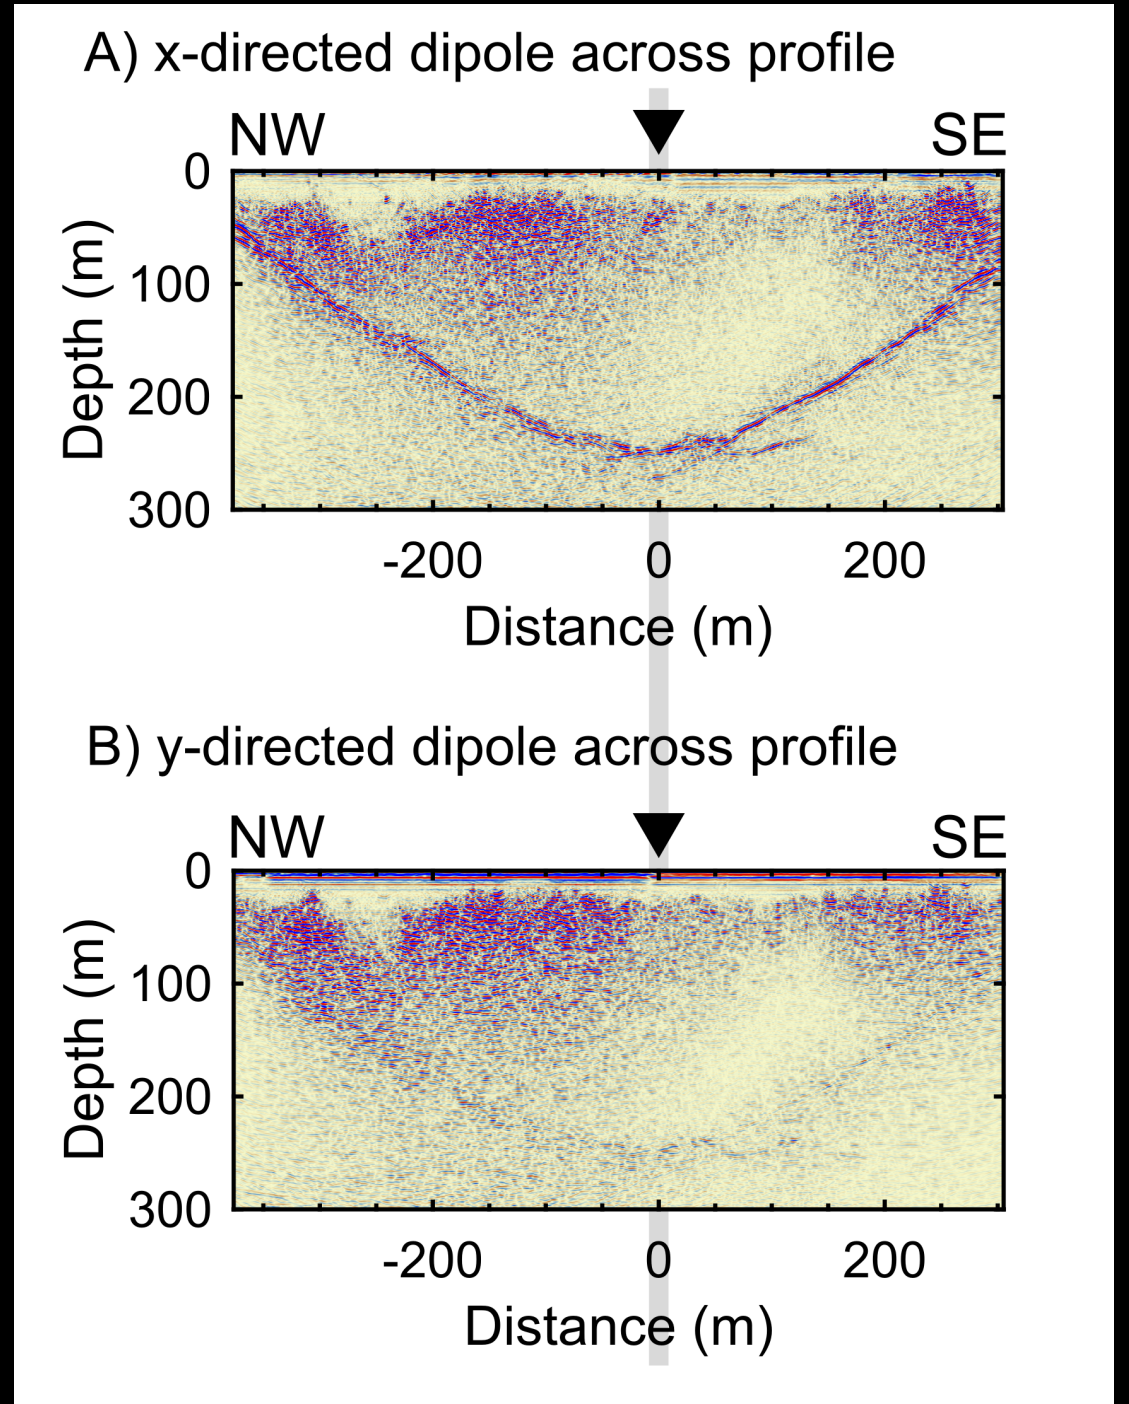 A) x-directed dipole across profile
NW SE
0
100
200
300
Depth (m)
-200 0 200
Distance (m)
B) y-directed dipole across profile
NW SE
0
100
200
300
Depth (m)
-200 0 200
Distance (m)